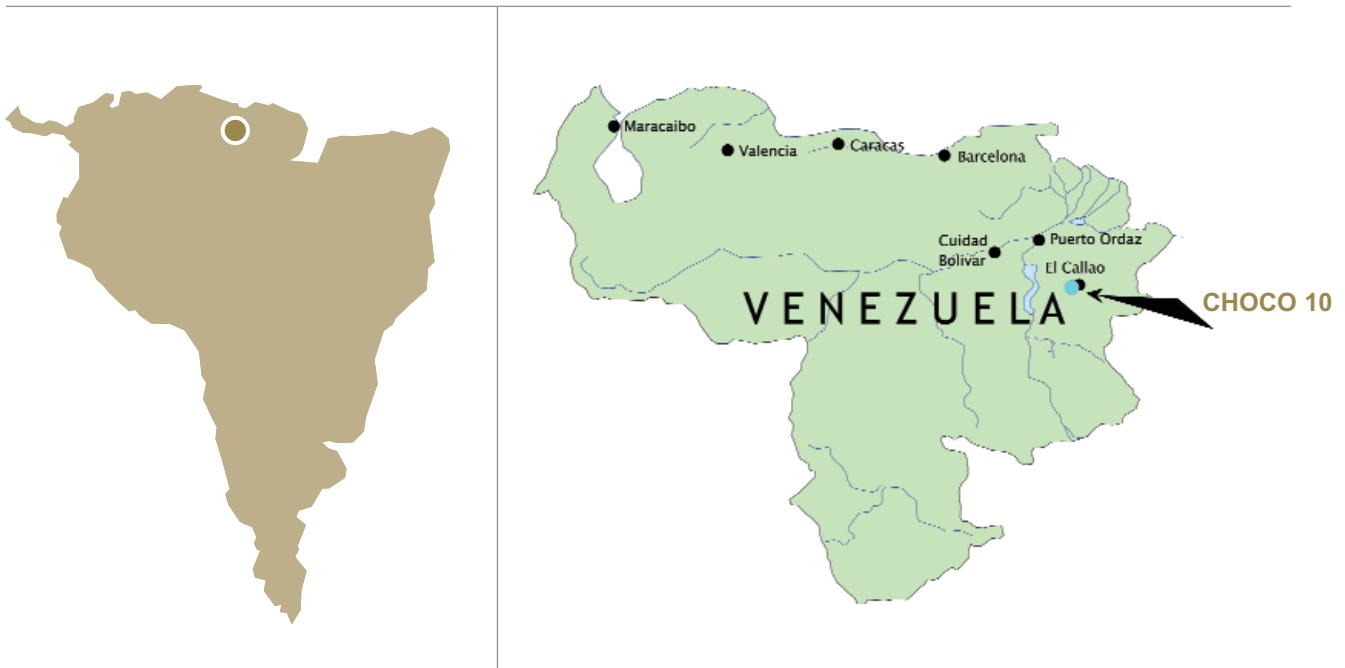 Maracaibo
Valencia
Caracas
Barcelona
Cuidad
Bolivar
Puerto Ordaz
El Callao
VENEZUELA
CHOCO 10